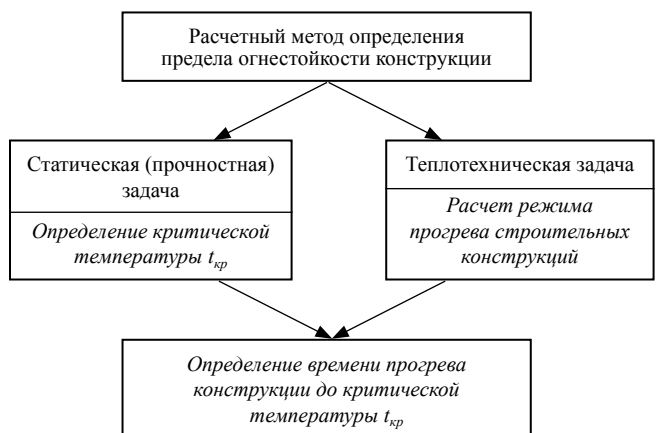 Расчетный метод определения
предела огнестойкости конструкции
Статическая (прочностная)
задача
Определение критической
температуры tкр
Теплотехническая задача
Расчет режима
прогрева строительных
конструкций
Определение времени прогрева
конструкции до критической
температуры tкр